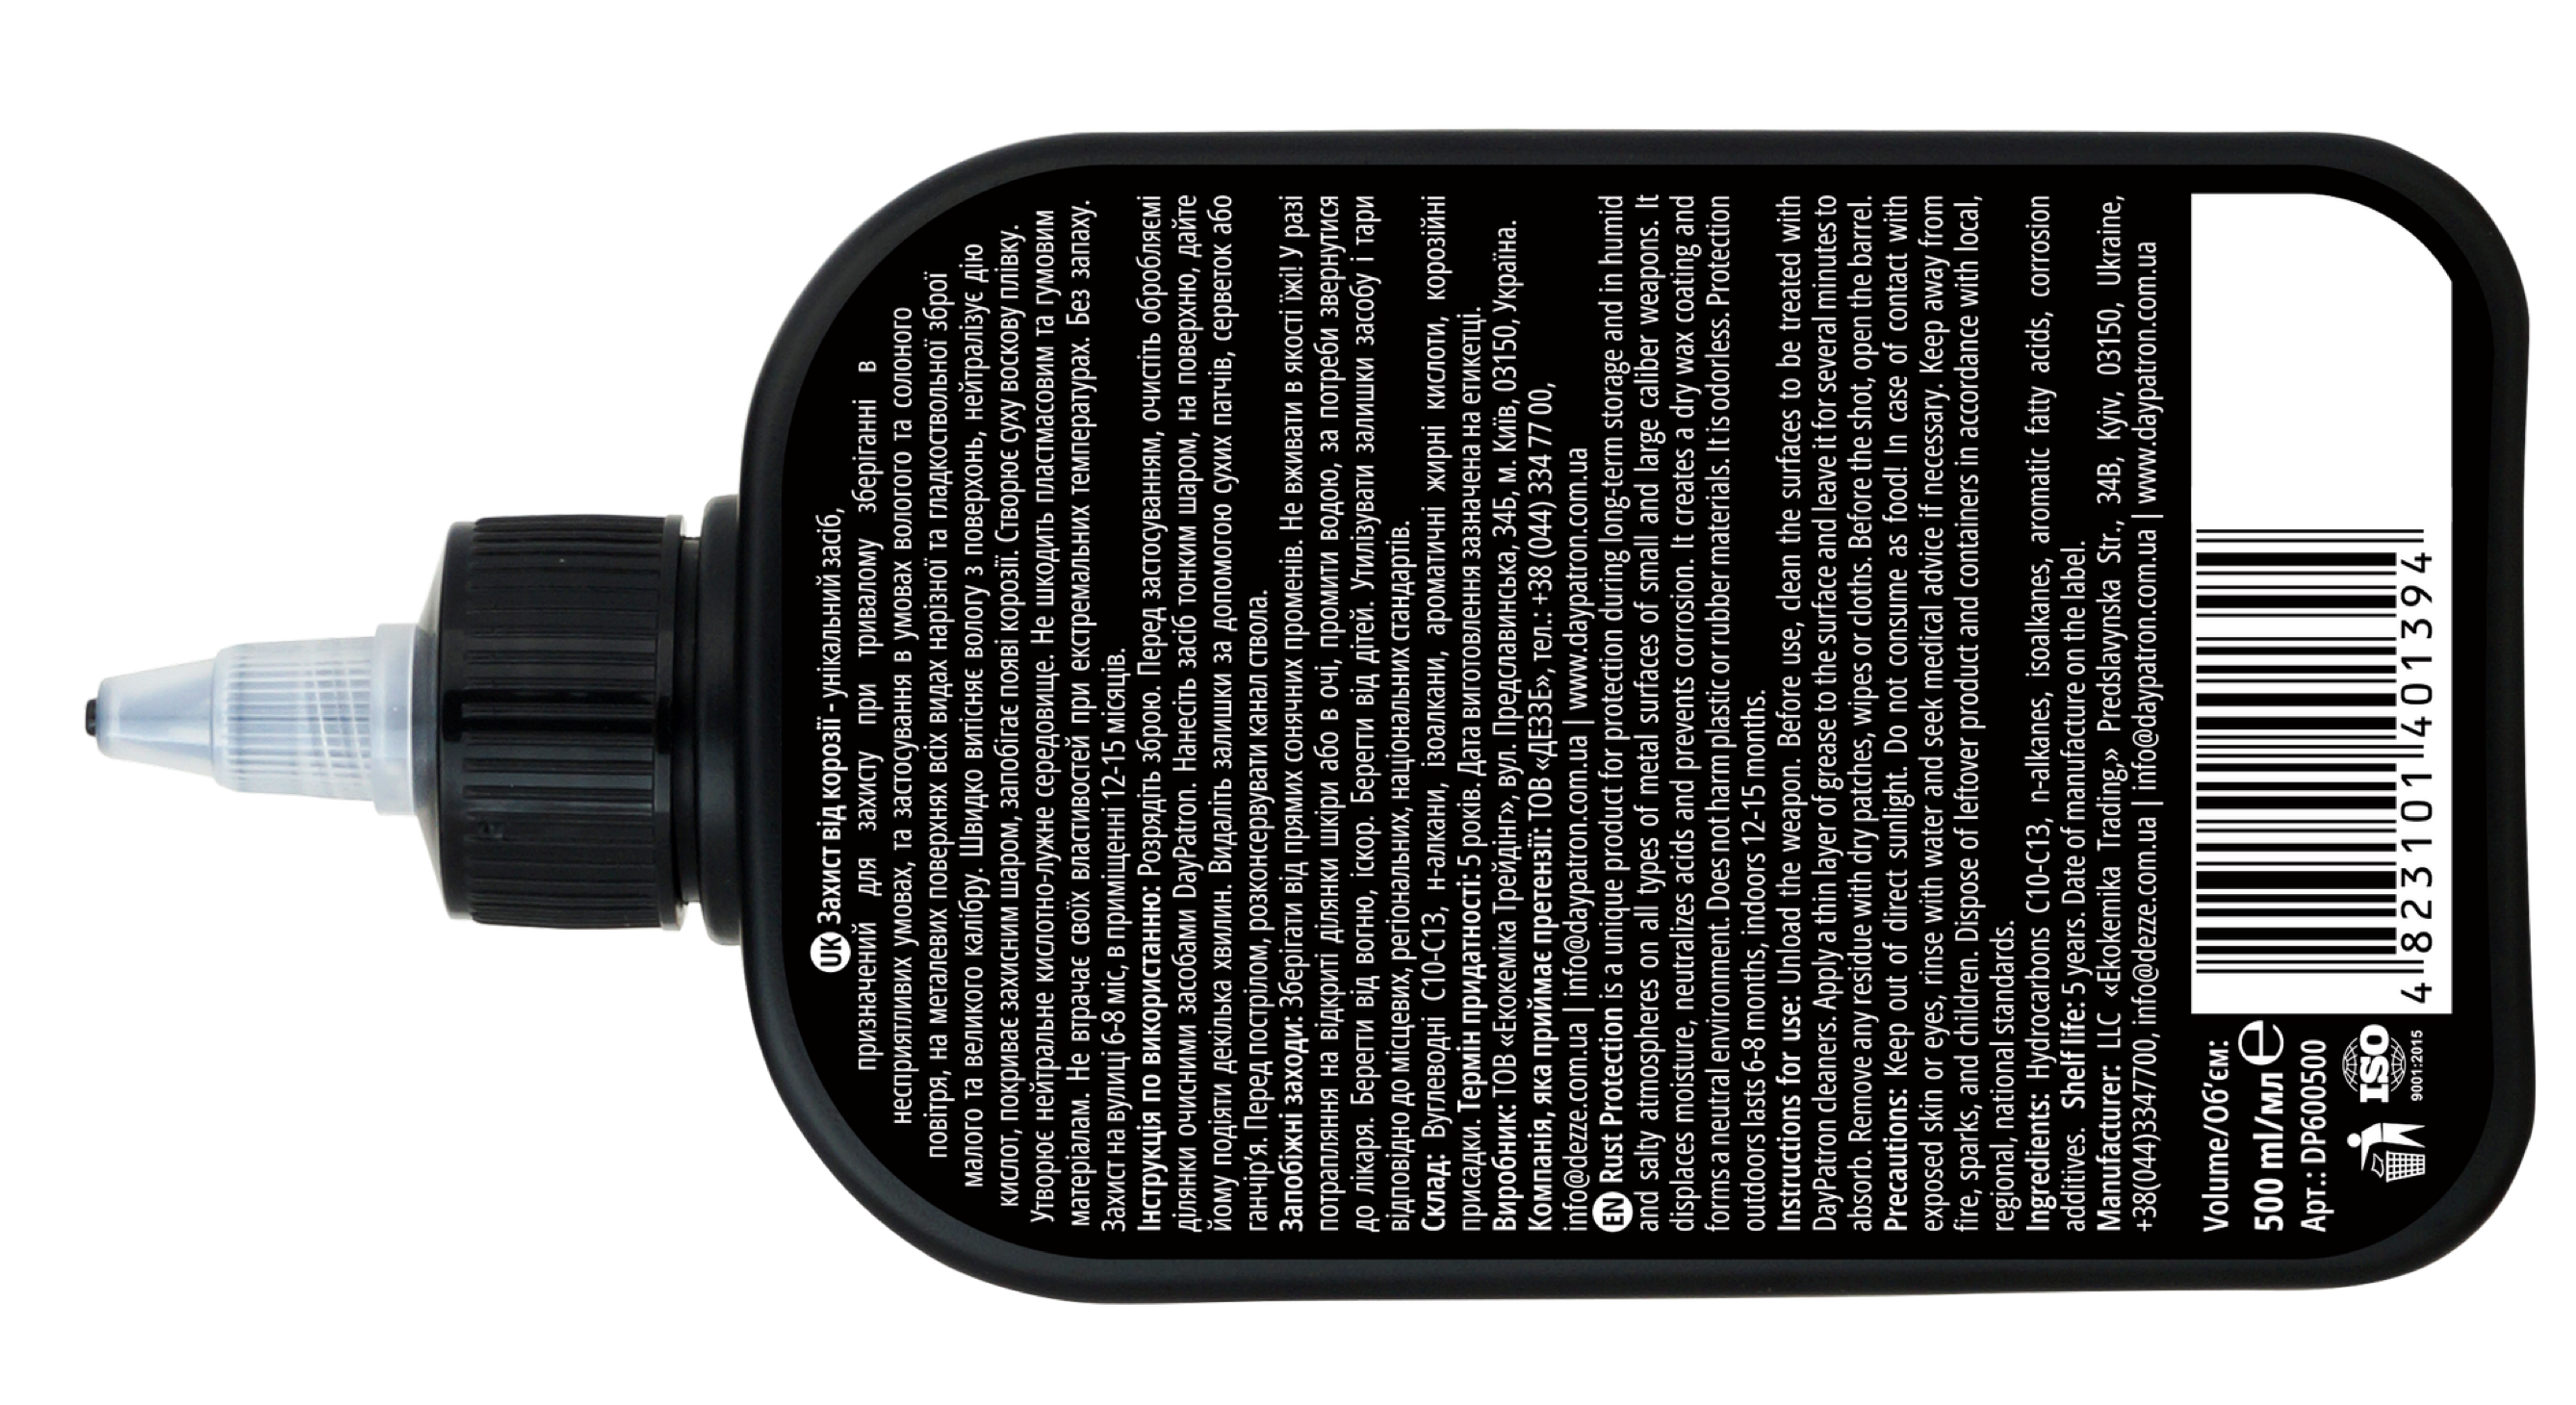 UK Захист від корозії - унікальний засіб,
призначений для захисту при тривалому зберіганні в
несприятливих умовах, та застосування в умовах вологого та солоного
повітря, на металевих поверхнях всіх видах нарізної та гладкоствольної зброї
малого та великого калібру. Швидко витісняє вологу з поверхонь, нейтралізує дію
кислот, покриває захисним шаром, запобігає появі корозії. Створює суху воскову плівку.
Утворює нейтральне кислотно-лужне середовище. Не шкодить пластмасовим та гумовим
матеріалам. Не втрачає своїх властивостей при екстремальних температурах. Без запаху.
Захист на вулиці 6-8 міс, в приміщенні 12-15 місяців.
Інструкція по використанню: Розрядіть зброю. Перед застосуванням, очистіть оброблюємі
ділянки очисними засобами DayPatron. Нанесіть засіб тонким шаром, на поверхню, дайте
йому подіяти декілька хвилин. Видаліть залишки за допомогою сухих патчів, серветок або
ганчір'я. Перед пострілом, розконсервувати канал ствола.
Запобіжні заходи: Зберігати від прямих сонячних променів. Не вживати в якості їжі! У разі
потрапляння на відкриті ділянки шкіри або в очі, промити водою, за потреби звернутися
до лікаря. Берегти від вогню, іскор. Берегти від дітей. Утилізувати залишки засобу і тари
відповідно до місцевих, регіональних, національних стандартів.
Склад: Вуглеводні C10-C13, н-алкани, ізоалкани, ароматичні жирні кислоти, корозійні
присадки. Термін придатності: 5 років. Дата виготовлення зазначена на етикетці.
Виробник: ТОВ «Екокеміка Трейдінг», вул. Предславинська, 34Б, м. Київ, 03150, Україна.
Компанія, яка приймає претензії: ТОВ «ДЕЗЗЕ», тел.: +38 (044) 334 77 00,
info@dezze.com.ua | info@daypatron.com.ua | www.daypatron.com.ua
EN Rust Protection is a unique product for protection during long-term storage and in humid
and salty atmospheres on all types of metal surfaces of small and large caliber weapons. It
displaces moisture, neutralizes acids and prevents corrosion. It creates a dry wax coating and
forms a neutral environment. Does not harm plastic or rubber materials. It is odorless. Protection
outdoors lasts 6-8 months, indoors 12-15 months.
Instructions for use: Unload the weapon. Before use, clean the surfaces to be treated with
DayPatron cleaners. Apply a thin layer of grease to the surface and leave it for several minutes to
absorb. Remove any residue with dry patches, wipes or cloths. Before the shot, open the barrel.
Precautions: Keep out of direct sunlight. Do not consume as food! In case of contact with
exposed skin or eyes, rinse with water and seek medical advice if necessary. Keep away from
fire, sparks, and children. Dispose of leftover product and containers in accordance with local,
regional, national standards.
Ingredients: Hydrocarbons C10-C13, n-alkanes, isoalkanes, aromatic fatty acids, corrosion
additives. Shelf life: 5 years. Date of manufacture on the label.
Manufacturer: LLC «Ekokemika Trading,» Predslavynska Str., 34B, Kyiv, 03150, Ukraine,
+38(044)3347700, info@dezze.com.ua | info@daypatron.com.ua | www.daypatron.com.ua
Volume/Об'єм:
500 ml/мл ℮
Арт.: DP600500
ISO
9001:2015
4 823101 401394